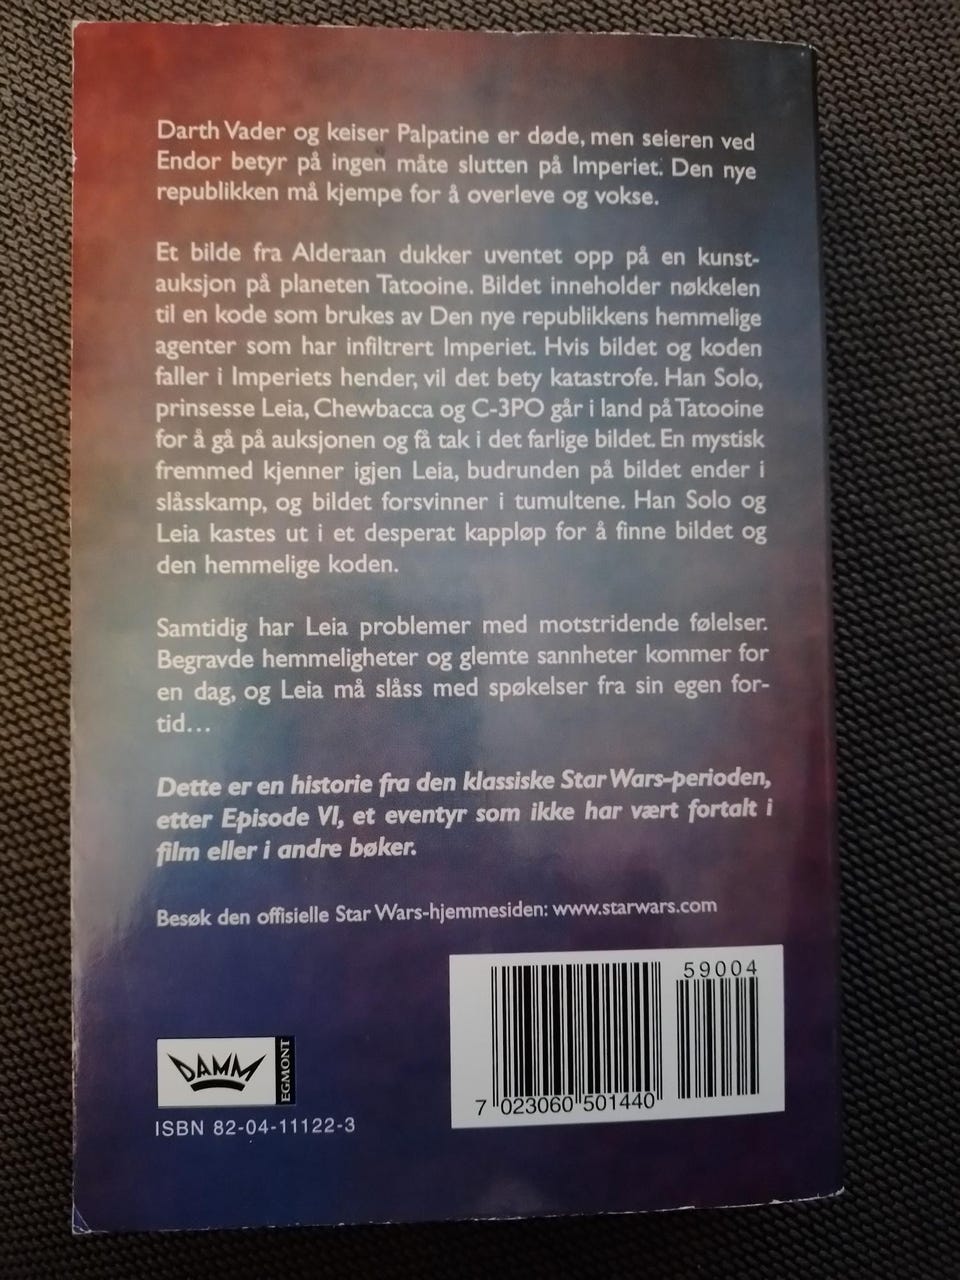 Darth Vader og keiser Palpatine er døde, men seieren ved
Endor betyr på ingen måte slutten på Imperiet. Den nye
republikken må kjempe for å overleve og vokse.
Et bilde fra Alderaan dukker uventet opp på en kunst-
auksjon på planeten Tatooine. Bildet inneholder nøkkelen
til en kode som brukes av Den nye republikkens hemmelige
agenter som har infiltrert Imperiet. Hvis bildet og koden
faller i Imperiets hender, vil det bety katastrofe. Han Solo,
prinsesse Leia, Chewbacca og C-3PO går i land på Tatooine
for å gå på auksjonen og få tak i det farlige bildet. En mystisk
fremmed kjenner igjen Leia, budrunden på bildet ender i
slåsskamp, og bildet forsvinner i tumultene. Han Solo og
Leia kastes ut i et desperat kappløp for å finne bildet og
den hemmelige koden.
Samtidig har Leia problemer med motstridende følelser.
Begravde hemmeligheter og glemte sannheter kommer for
en dag, og Leia må slåss med spøkelser fra sin egen for-
tid...
Dette er en historie fra den klassiske Star Wars-perioden,
etter Episode VI, et eventyr som ikke har vært fortalt i
film eller i andre bøker.
Besøk den offisielle Star Wars-hjemmesiden: www.starwars.com
59004
7 023060 501440
DAMM
EGMONT
ISBN 82-04-11122-3